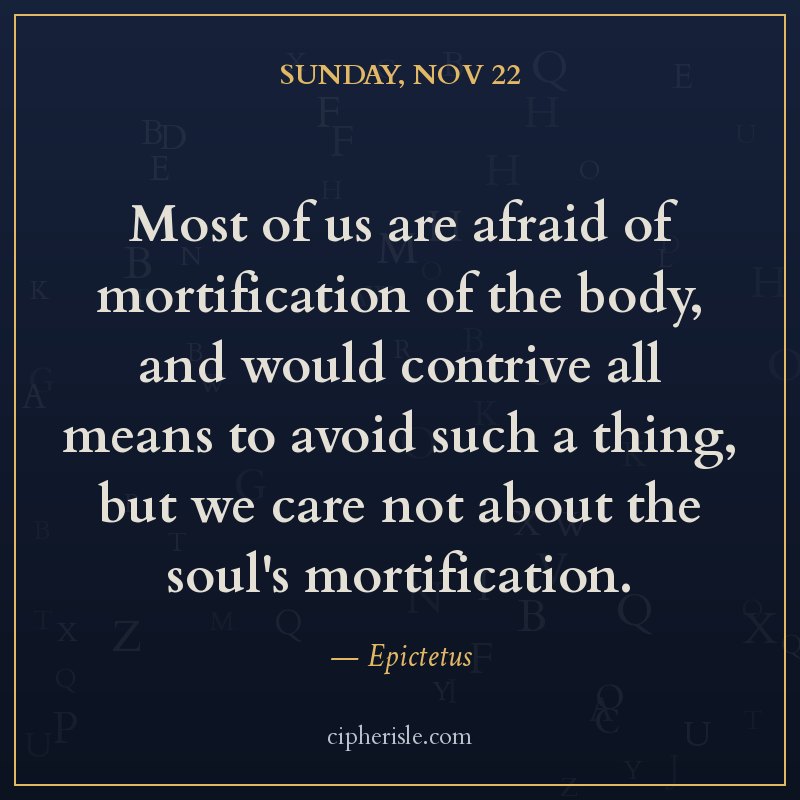 SUNDAY, NOV 22
Most of us are afraid of
mortification of the body,
and would contrive all
means to avoid such a thing,
but we care not about the
soul's mortification.
— Epictetus
cipherisle.com